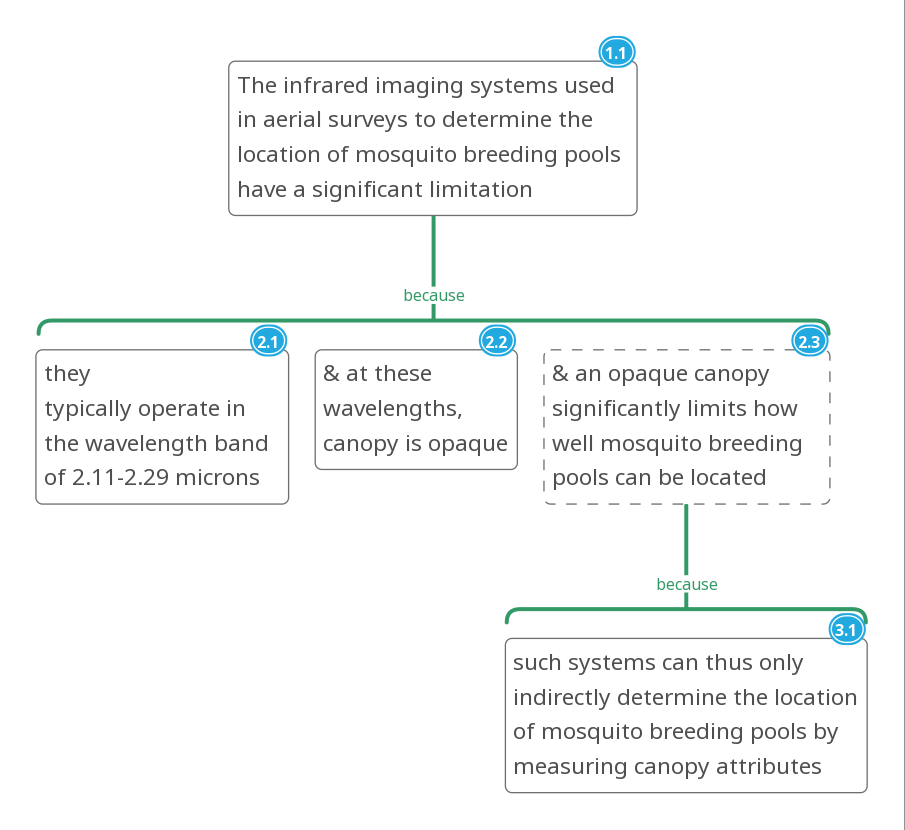 1.1
The infrared imaging systems used
in aerial surveys to determine the
location of mosquito breeding pools
have a significant limitation
because
2.1
they
typically operate in
the wavelength band
of 2.11-2.29 microns
2.2
& at these
wavelengths,
canopy is opaque
2.3
& an opaque canopy
significantly limits how
well mosquito breeding
pools can be located
because
3.1
such systems can thus only
indirectly determine the location
of mosquito breeding pools by
measuring canopy attributes